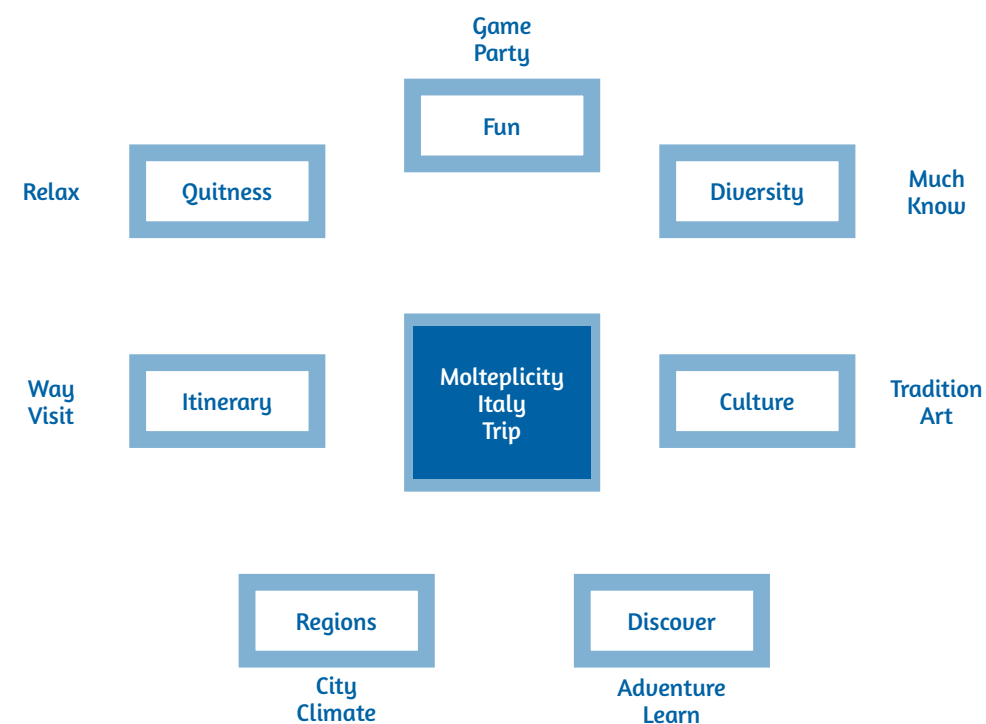 Game
Party
Fun
Relax
Quitness
Diversity
Much
Know
Way
Visit
Itinerary
Molteplicity
Italy
Trip
Culture
Tradition
Art
Regions
City
Climate
Discover
Adventure
Learn